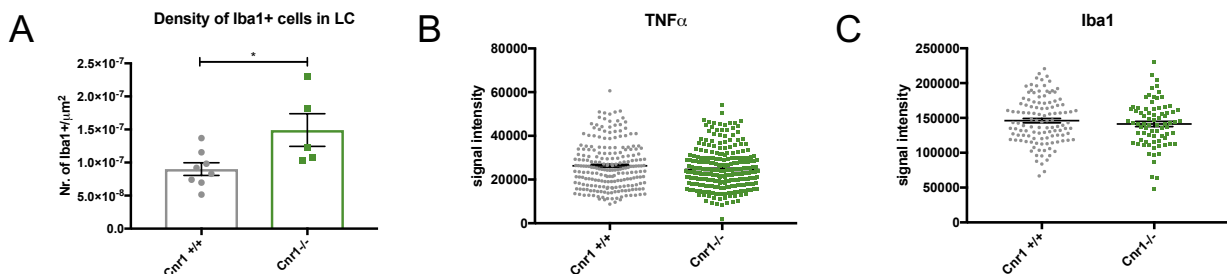 A
Density of Iba1+ cells in LC
*
Nr. of Iba1+/μm²
2.5×10⁻⁷
2.0×10⁻⁷
1.5×10⁻⁷
1.0×10⁻⁷
5.0×10⁻⁸
0.0
Cnr1 +/+
Cnr1-/-
B
TNFα
signal intensity
80000
60000
40000
20000
0
Cnr1 +/+
Cnr1-/-
C
Iba1
signal intensity
250000
200000
150000
100000
50000
0
Cnr1 +/+
Cnr1-/-